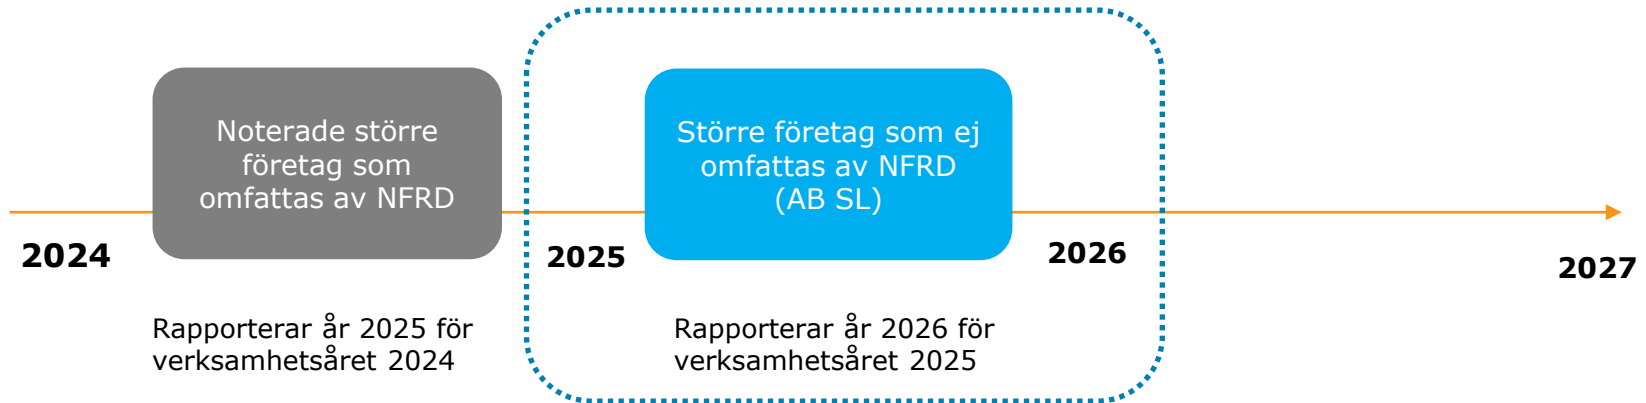 Noterade större
företag som
omfattas av NFRD
Större företag som ej
omfattas av NFRD
(AB SL)
2024
2025
2026
2027
Rapporterar år 2025 för
verksamhetsåret 2024
Rapporterar år 2026 för
verksamhetsåret 2025